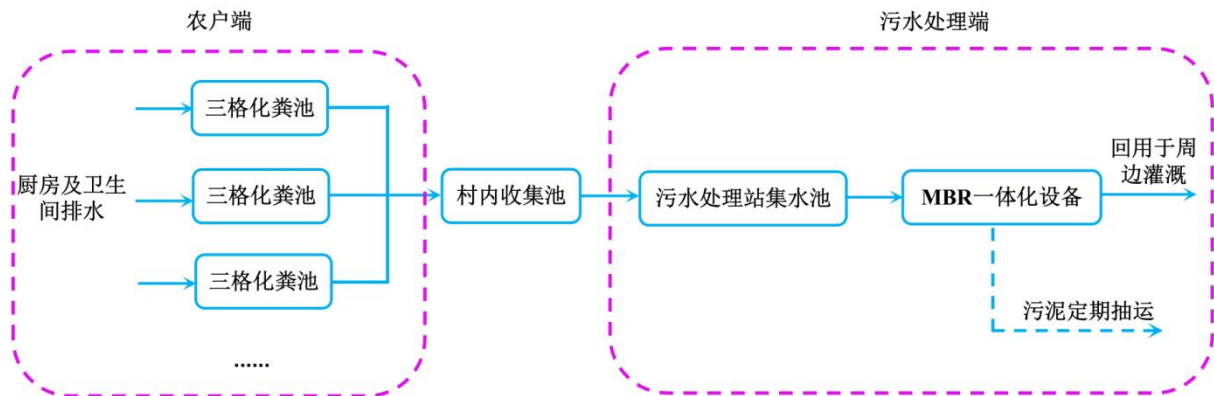 农户端
污水处理端
三格化粪池
厨房及卫生
间排水
三格化粪池
三格化粪池
......
村内收集池
污水处理站集水池
MBR一体化设备
回用于周
边灌溉
污泥定期抽运